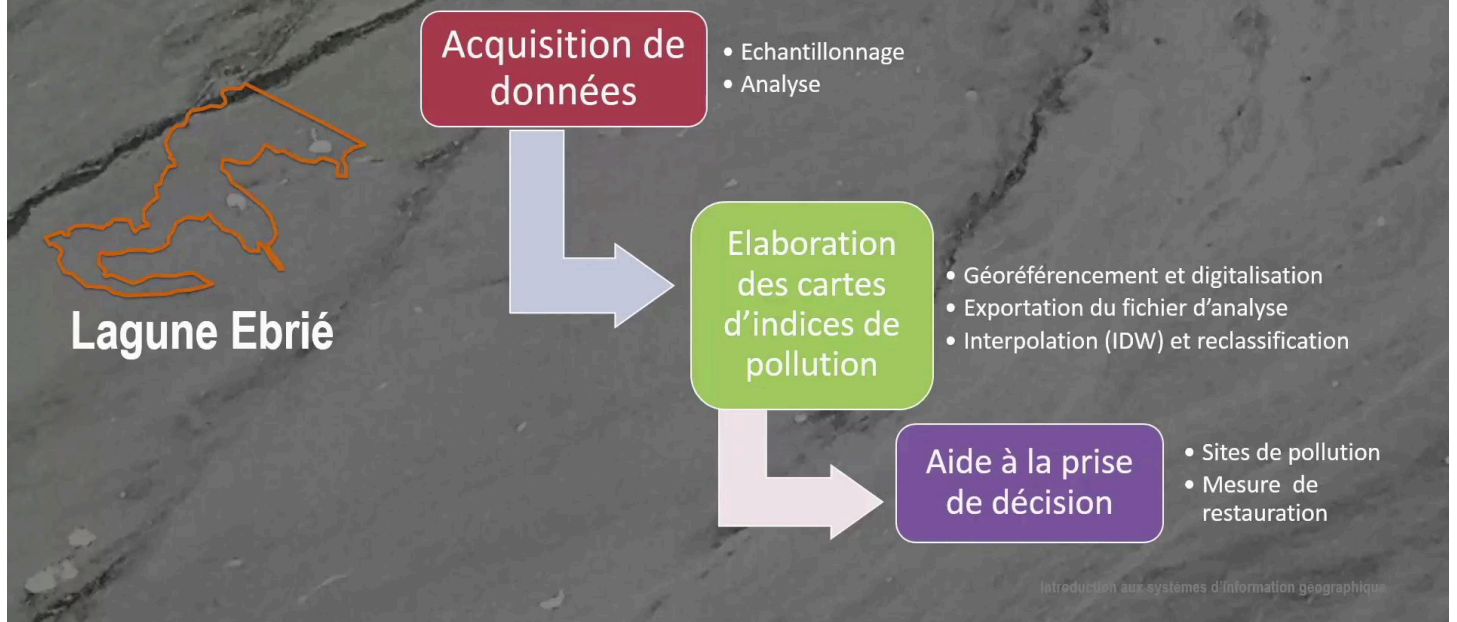 Acquisition de
données
• Echantillonnage
• Analyse
Lagune Ebrié
Elaboration
des cartes
d'indices de
pollution
• Géoréférencement et digitalisation
• Exportation du fichier d'analyse
• Interpolation (IDW) et reclassification
Aide à la prise
de décision
• Sites de pollution
• Mesure de
restauration
Introduction aux systèmes d'information géographique